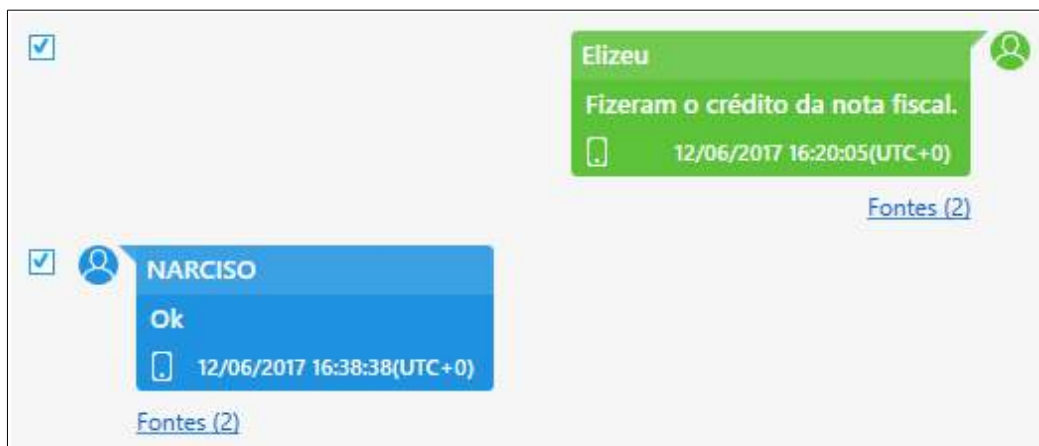 Elizeu
Fizeram o crédito da nota fiscal.
12/06/2017 16:20:05(UTC+0)
Fontes (2)
NARCISO
Ok
12/06/2017 16:38:38(UTC+0)
Fontes (2)